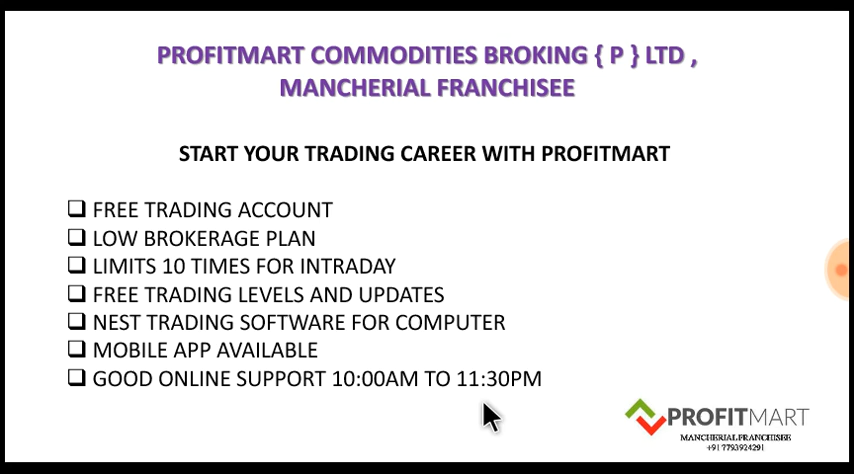 PROFITMART COMMODITIES BROKING { P } LTD ,
MANCHERIAL FRANCHISEE
START YOUR TRADING CAREER WITH PROFITMART
❑ FREE TRADING ACCOUNT
❑ LOW BROKERAGE PLAN
❑ LIMITS 10 TIMES FOR INTRADAY
❑ FREE TRADING LEVELS AND UPDATES
❑ NEST TRADING SOFTWARE FOR COMPUTER
❑ MOBILE APP AVAILABLE
❑ GOOD ONLINE SUPPORT 10:00AM TO 11:30PM
PROFITMART
MANCHERIAL FRANCHISEE
+91 7793924291